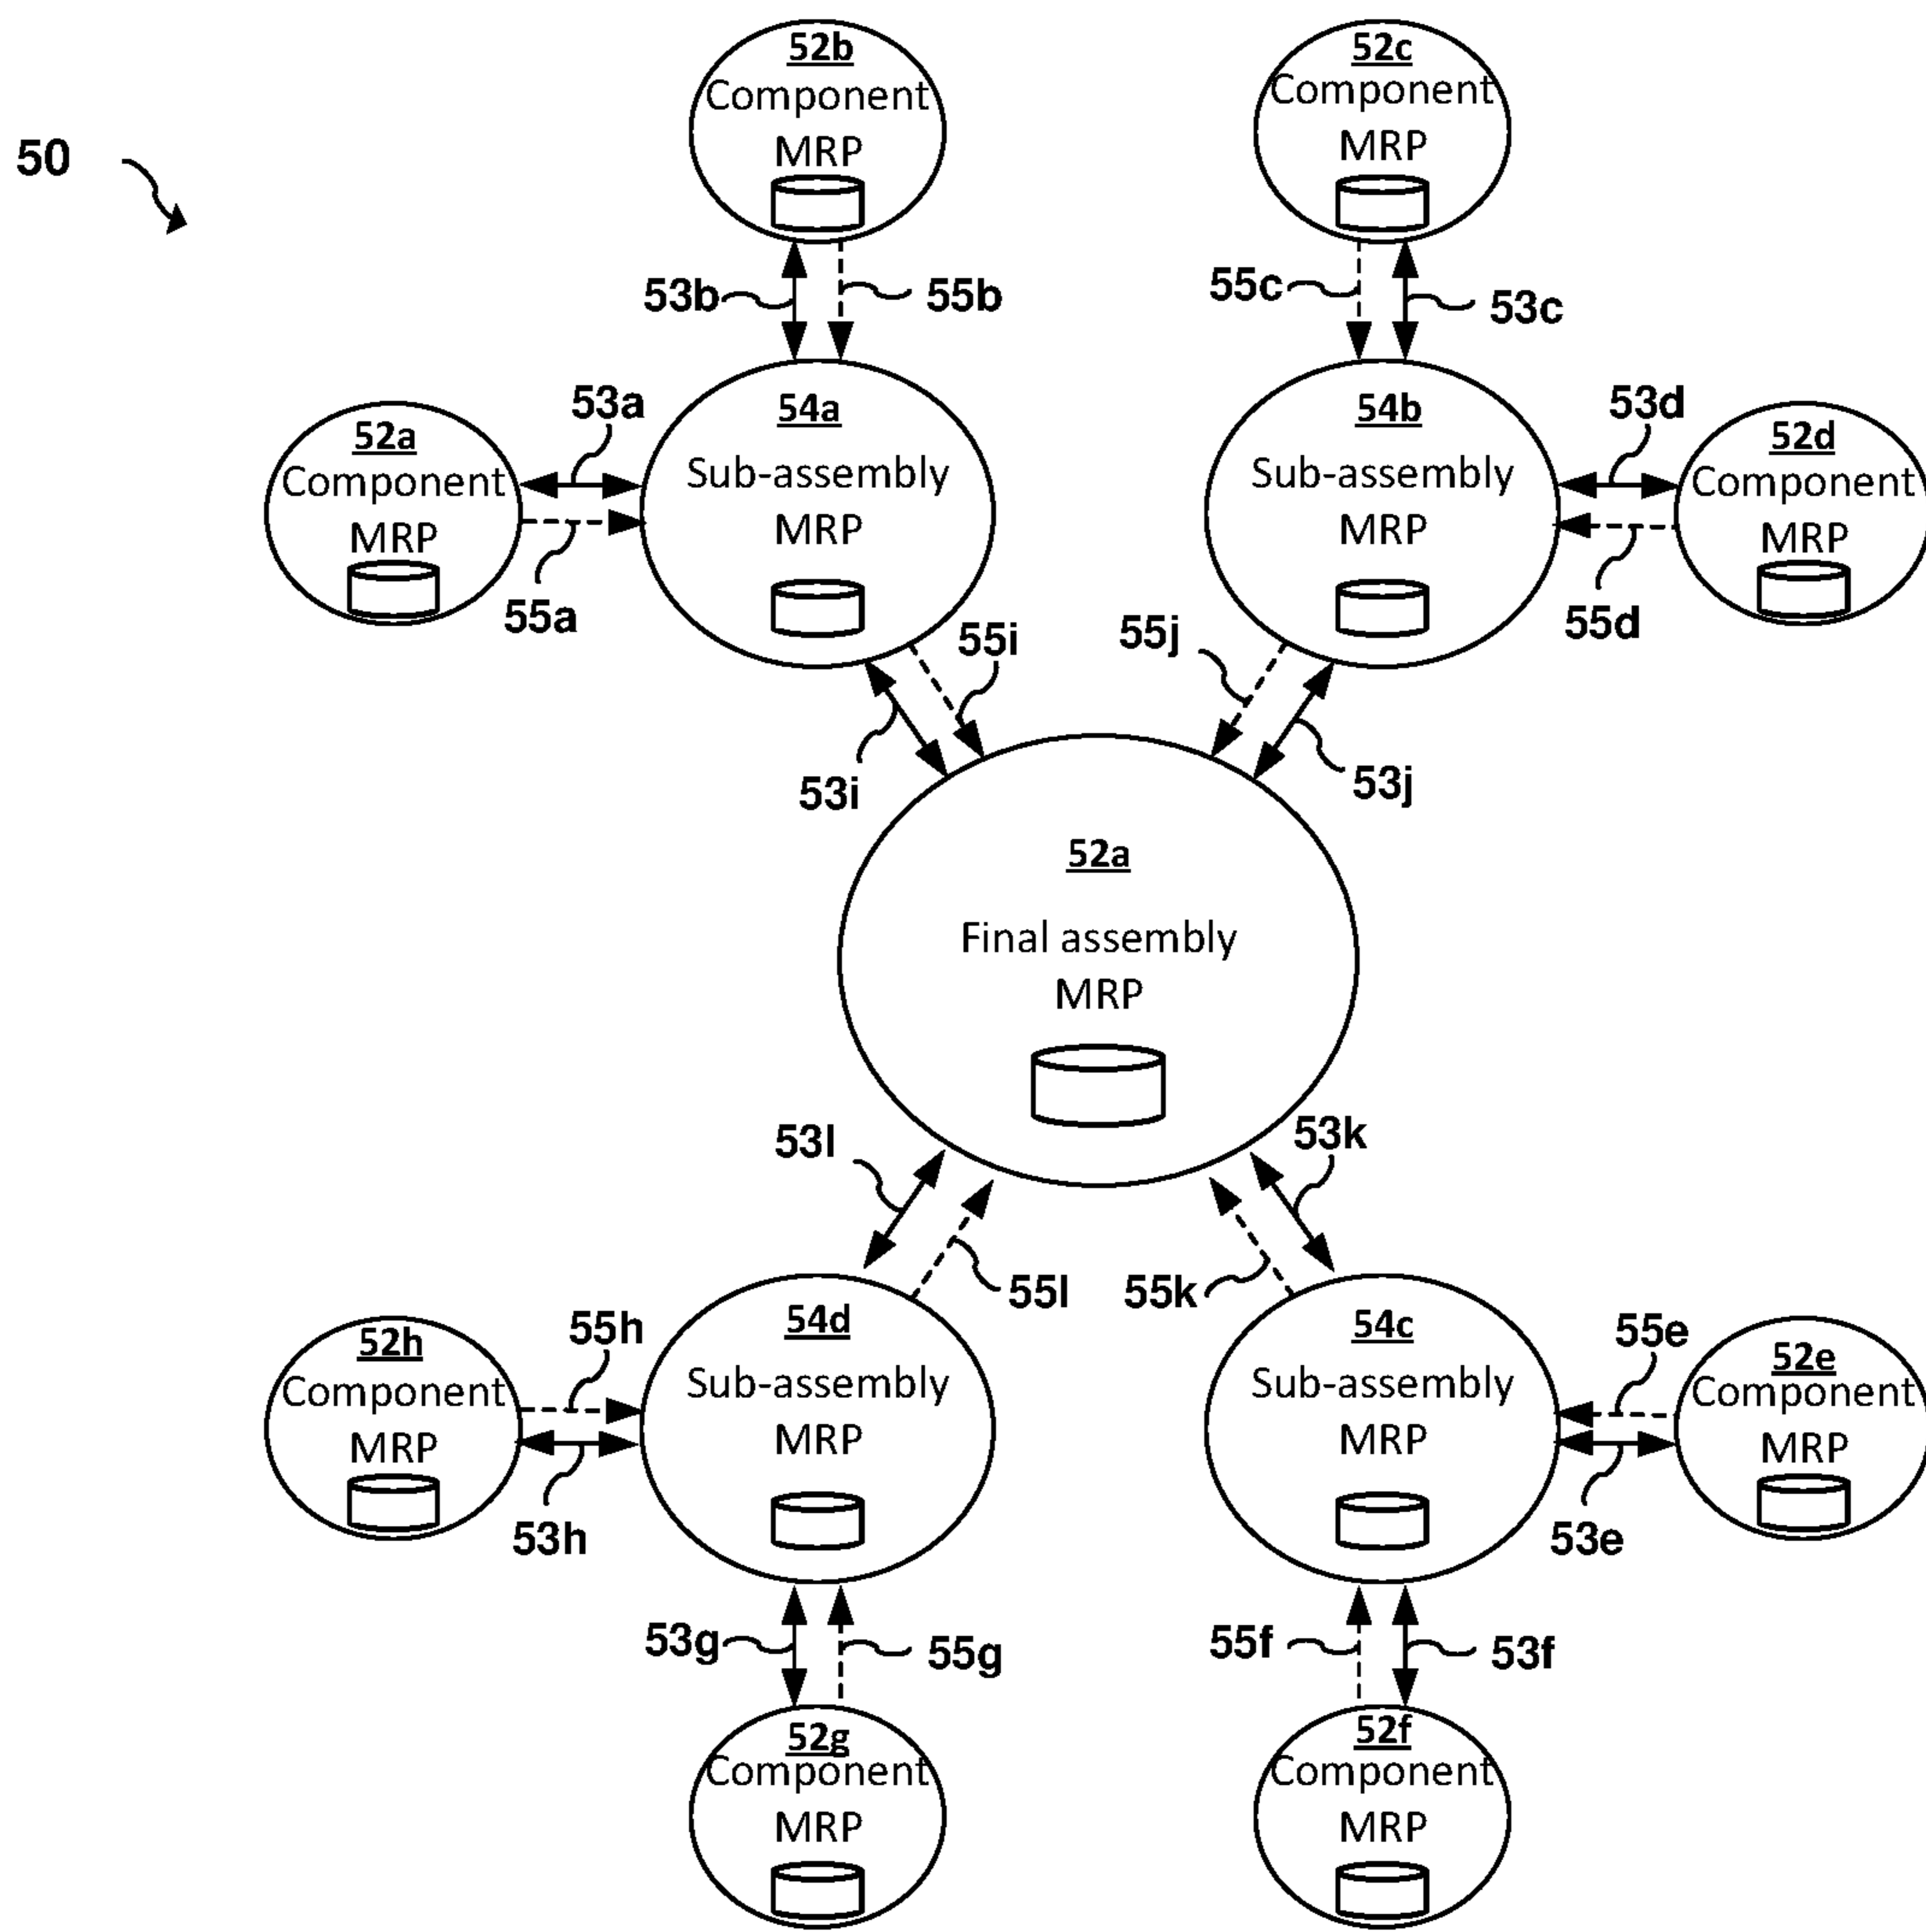 50
52b
Component
MRP
52c
Component
MRP
53b
55b
55c
53c
52a
Component
MRP
53a
55a
54a
Sub-assembly
MRP
54b
Sub-assembly
MRP
53d
55d
52d
Component
MRP
55i
53i
55j
53j
52a
Final assembly
MRP
53l
55l
53k
55k
52h
Component
MRP
55h
53h
54d
Sub-assembly
MRP
54c
Sub-assembly
MRP
55e
53e
52e
Component
MRP
53g
55g
55f
53f
52g
Component
MRP
52f
Component
MRP